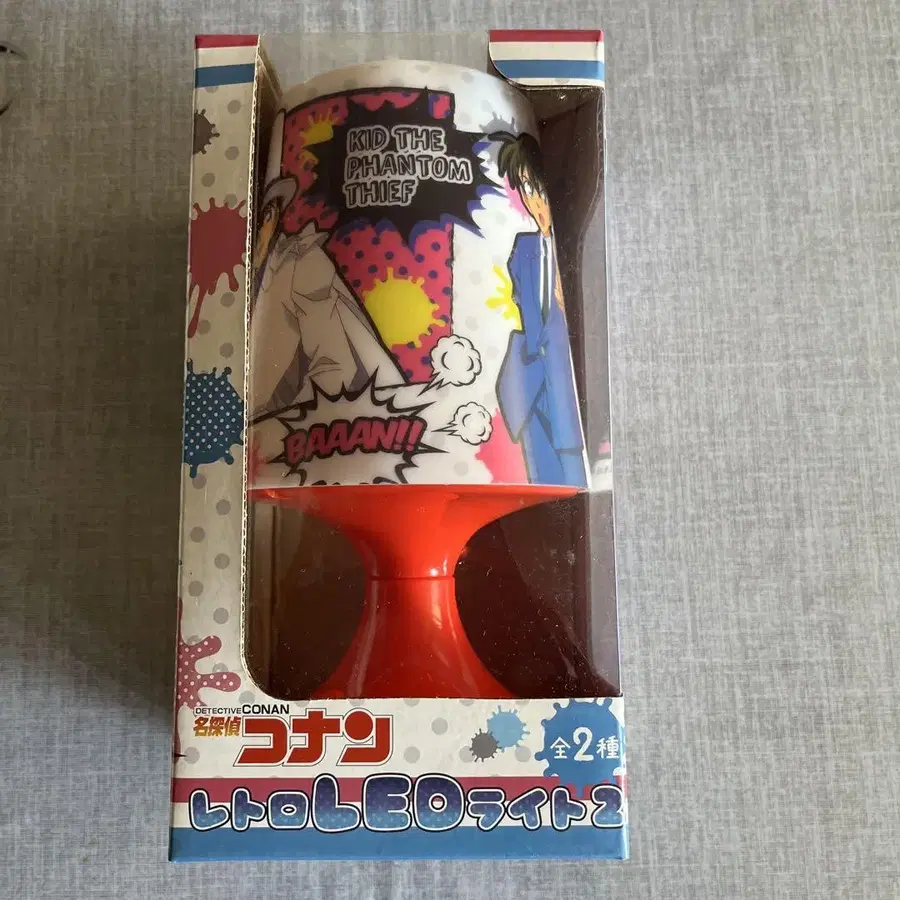 KID THE
PHANTOM
THIEF
BAAAN!!
DETECTIVE CONAN
名探偵
コナン
全2種
レトロLEDライト2